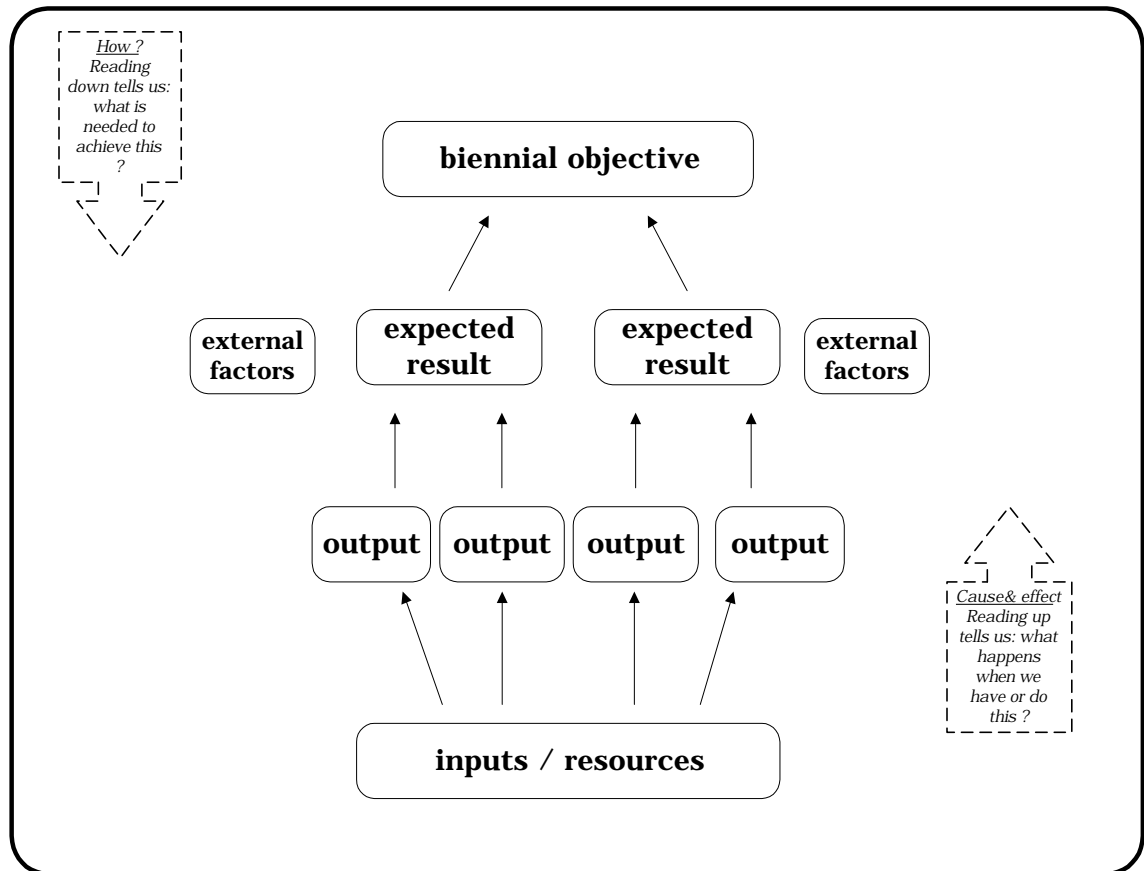 How ?
Reading
down tells us:
what is
needed to
achieve this
?
biennial objective
external
factors
expected
result
expected
result
external
factors
output
output
output
output
Cause& effect
Reading up
tells us: what
happens
when we
have or do
this ?
inputs / resources